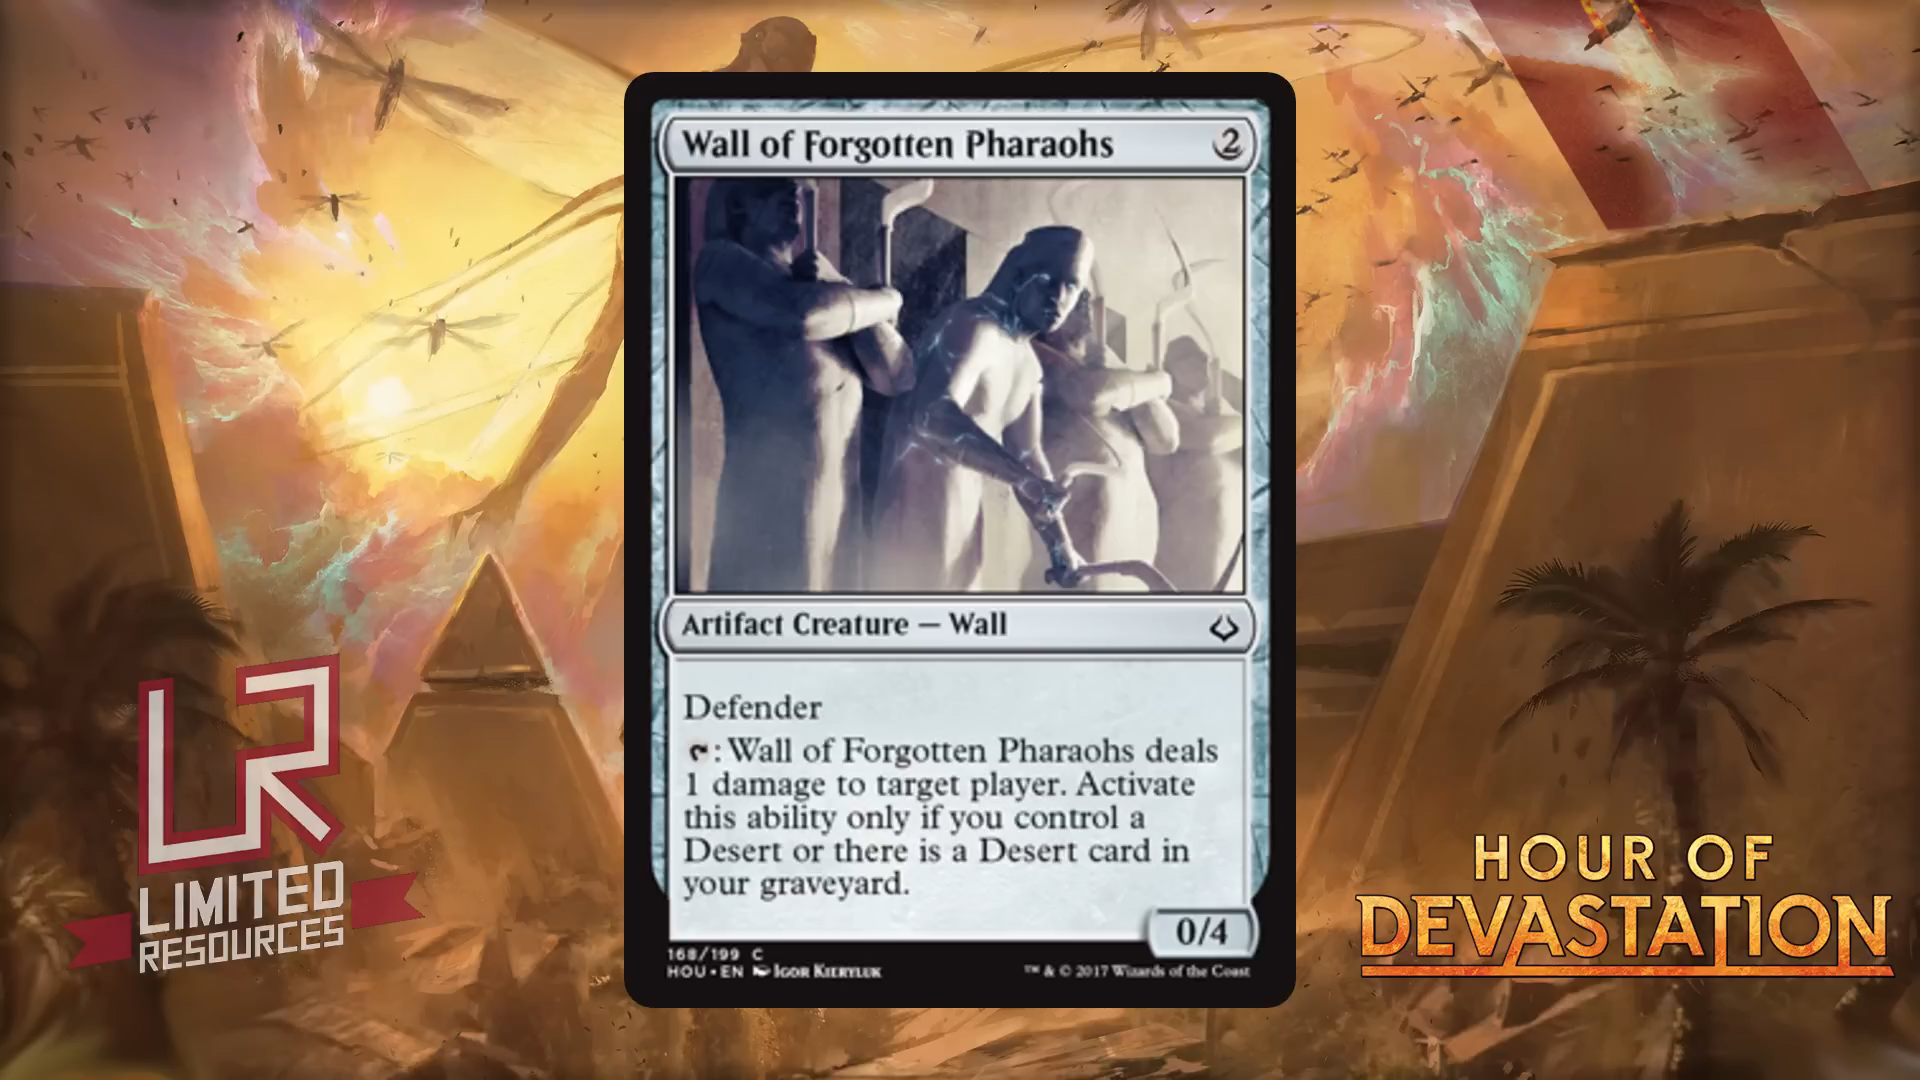 Wall of Forgotten Pharaohs 2
Artifact Creature — Wall
Defender
: Wall of Forgotten Pharaohs deals
1 damage to target player. Activate
this ability only if you control a
Desert or there is a Desert card in
your graveyard.
0/4
168/199 C
HOU • EN Igor Kieryluk
™ & © 2017 Wizards of the Coast
LR
LIMITED
RESOURCES
HOUR OF
DEVASTATION